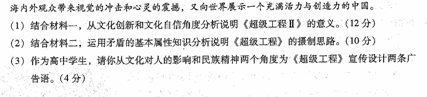 海内外观众带来视觉的冲击和心灵的震撼，又向世界展示一个充满活力与创造力的中国。
(1) 结合材料一，从文化创新和文化自信角度分析说明《超级工程Ⅱ》的意义。(12 分)
(2) 结合材料二，运用矛盾的基本属性知识分析说明《超级工程》的摄制思路。(10 分)
(3) 作为高中学生，请你从文化对人的影响和民族精神两个角度为《超级工程》宣传设计两条广
告语。(4 分)